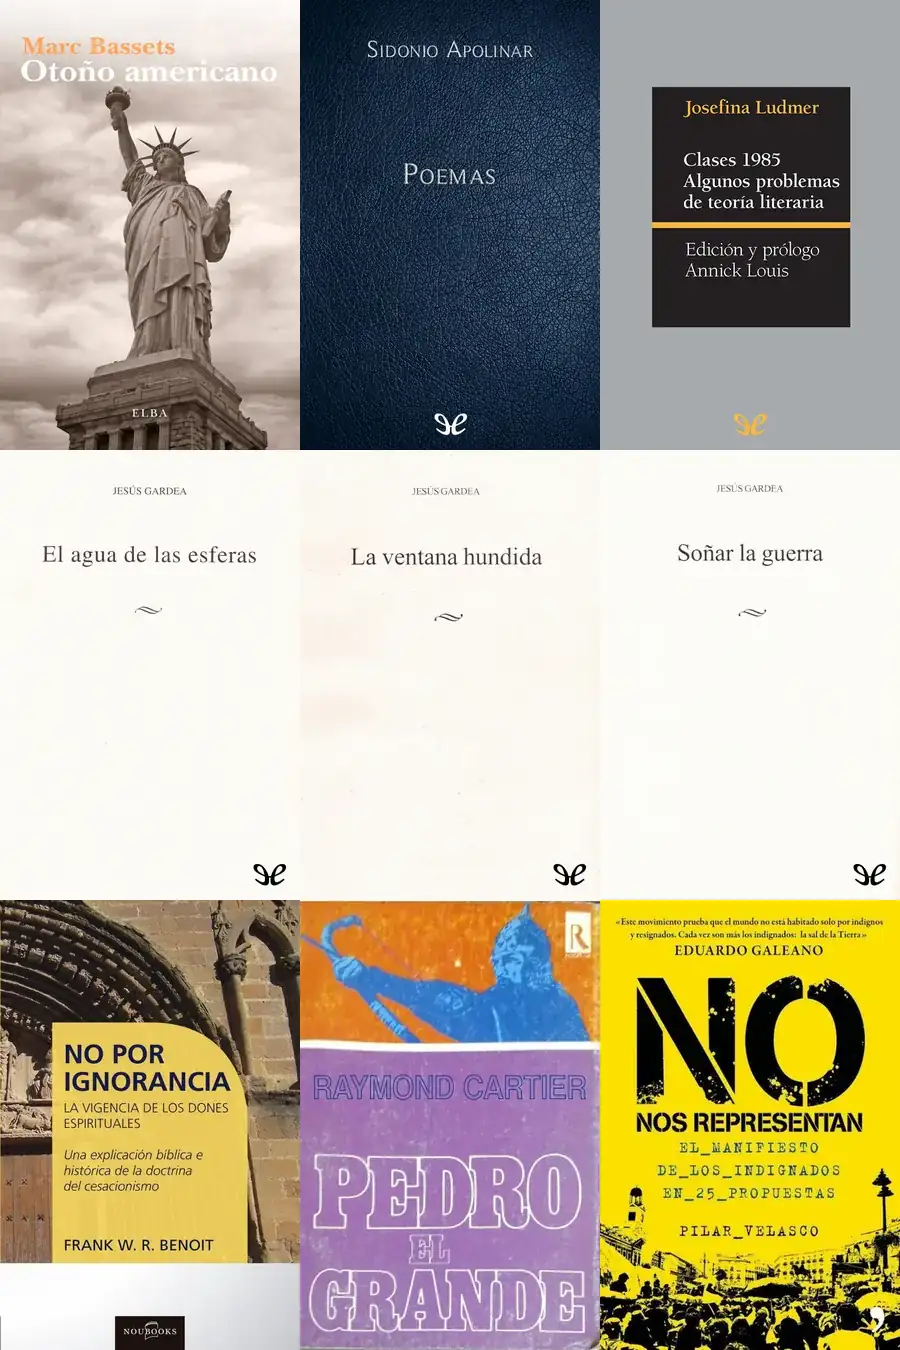 Marc Bassets
Otoño americano
ELBA
SIDONIO APOLINAR
POEMAS
Josefina Ludmer
Clases 1985
Algunos problemas
de teoría literaria
Edición y prólogo
Annick Louis
JESÚS GARDEA
El agua de las esferas
JESÚS GARDEA
La ventana hundida
JESÚS GARDEA
Soñar la guerra
NO POR
IGNORANCIA
LA VIGENCIA DE LOS DONES
ESPIRITUALES
Una explicación bíblica e
histórica de la doctrina
del cesacionismo
FRANK W. R. BENOIT
NOUBOOKS
R
RAYMOND CARTIER
PEDRO
EL
GRANDE
«Este movimiento prueba que el mundo no está habitado solo por indignos
y resignados. Cada vez son más los indignados: la sal de la Tierra»
EDUARDO GALEANO
NO
NOS REPRESENTAN
EL_MANIFIESTO
DE_LOS_INDIGNADOS
EN_25_PROPUESTAS
PILAR_VELASCO